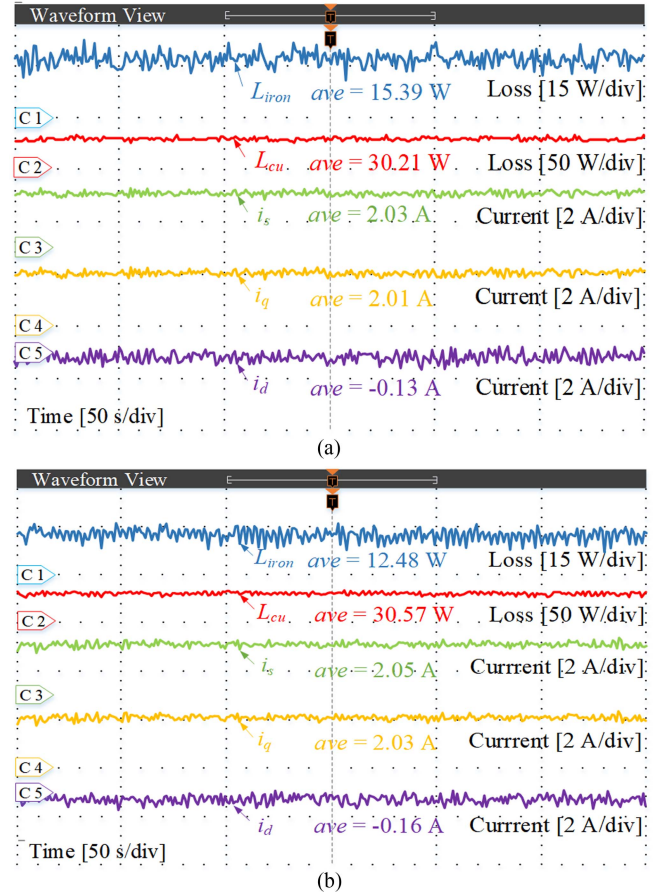 Waveform View
T
T
L_iron ave = 15.39 W Loss [15 W/div]
C 1
L_cu ave = 30.21 W Loss [50 W/div]
C 2
i_s ave = 2.03 A Current [2 A/div]
C 3
i_q ave = 2.01 A Current [2 A/div]
C 4
C 5
i_d ave = -0.13 A Current [2 A/div]
Time [50 s/div]
(a)
Waveform View
T
T
L_iron ave = 12.48 W Loss [15 W/div]
C 1
L_cu ave = 30.57 W Loss [50 W/div]
C 2
i_s ave = 2.05 A Currrent [2 A/div]
C 3
i_q ave = 2.03 A Currrent [2 A/div]
C 4
C 5
i_d ave = -0.16 A Currrent [2 A/div]
Time [50 s/div]
(b)